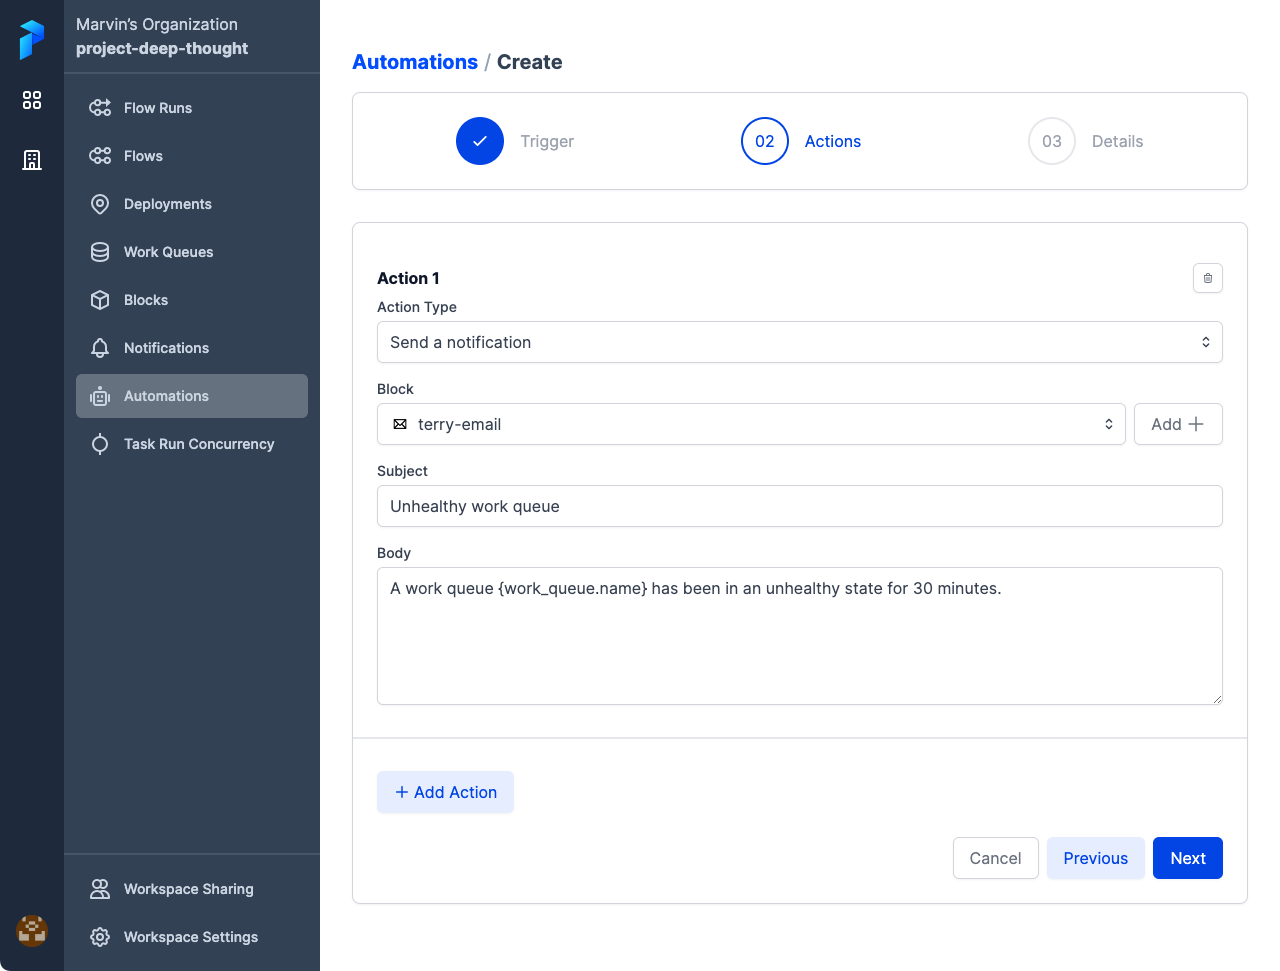 Marvin’s Organization
project-deep-thought
Flow Runs
Flows
Deployments
Work Queues
Blocks
Notifications
Automations
Task Run Concurrency
Workspace Sharing
Workspace Settings
Automations / Create
Trigger
02 Actions
03 Details
Action 1
Action Type
Send a notification
Block
terry-email
Add
Subject
Unhealthy work queue
Body
A work queue {work_queue.name} has been in an unhealthy state for 30 minutes.
Add Action
Cancel Previous Next